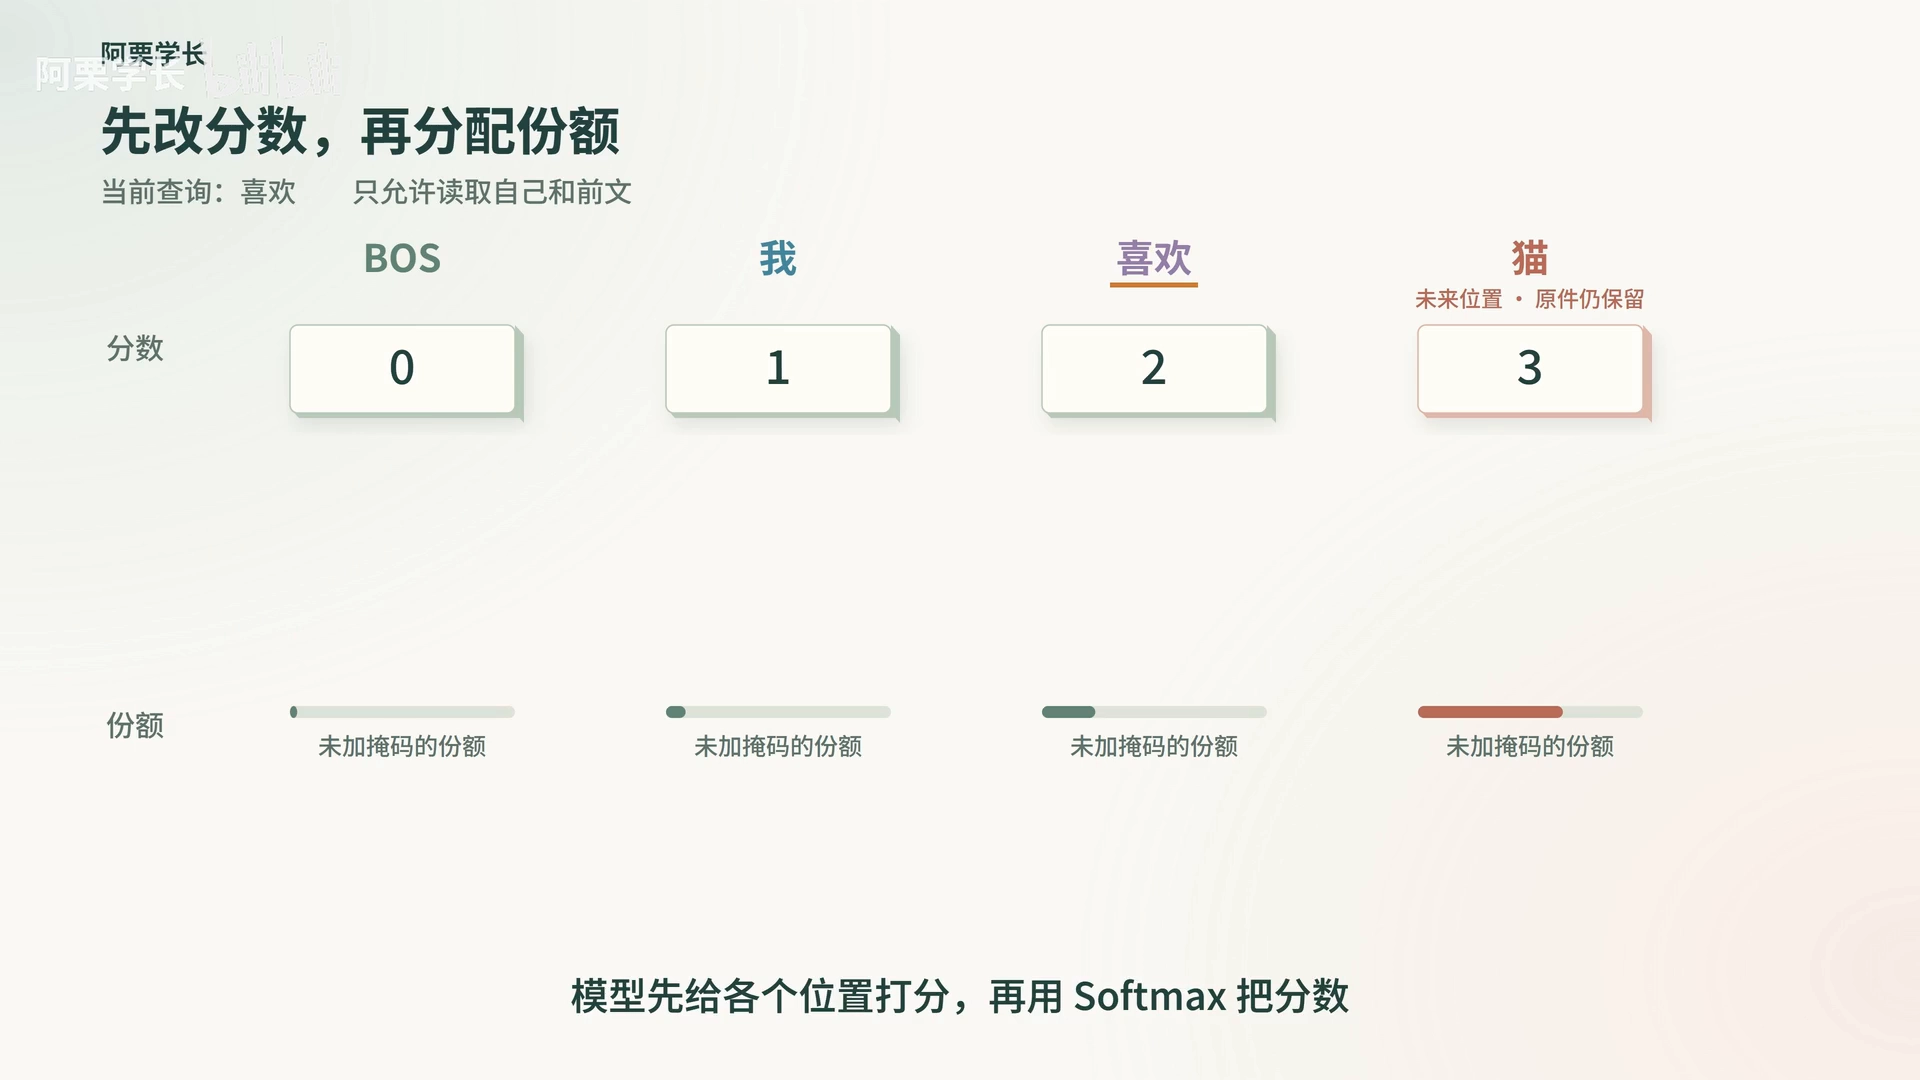 阿栗学长
阿栗学长 bilibili
先改分数，再分配份额
当前查询：喜欢 只允许读取自己和前文
BOS 我 喜欢 猫
未来位置 · 原件仍保留
分数 0 1 2 3
份额
未加掩码的份额 未加掩码的份额 未加掩码的份额 未加掩码的份额
模型先给各个位置打分，再用 Softmax 把分数